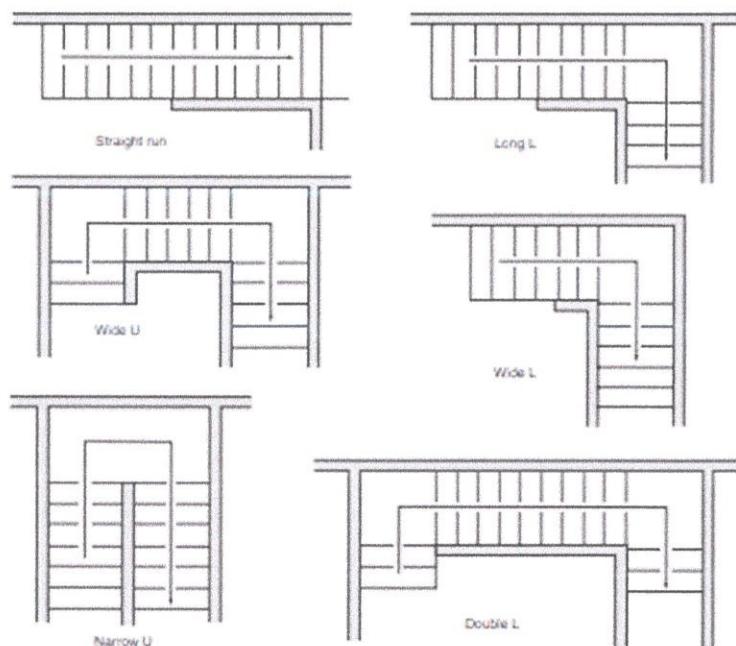 Straight run
Long L
Wide U
Wide L
Narrow U
Double L